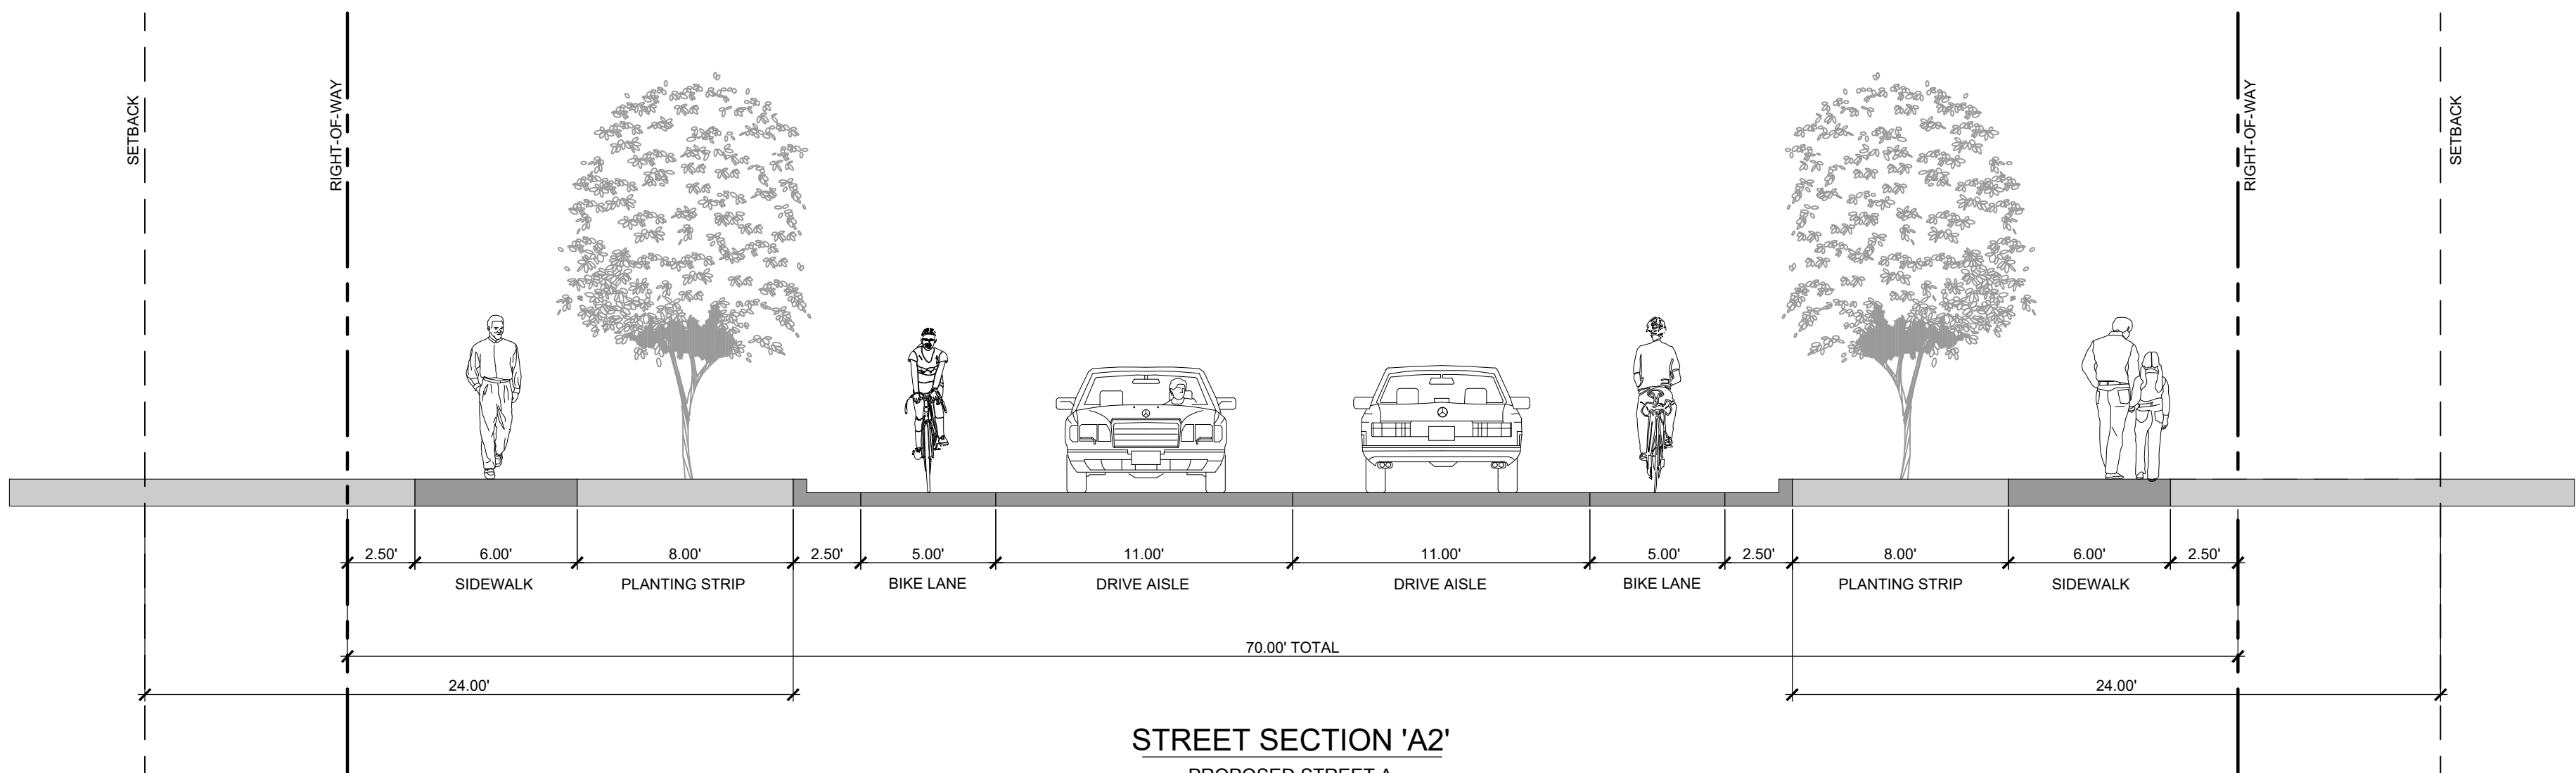 SETBACK
RIGHT-OF-WAY
RIGHT-OF-WAY
SETBACK
2.50' 6.00' 8.00' 2.50' 5.00' 11.00' 11.00' 5.00' 2.50' 8.00' 6.00' 2.50'
SIDEWALK PLANTING STRIP BIKE LANE DRIVE AISLE DRIVE AISLE BIKE LANE PLANTING STRIP SIDEWALK
70.00' TOTAL
24.00' 24.00'
STREET SECTION 'A2'
PROPOSED STREET A